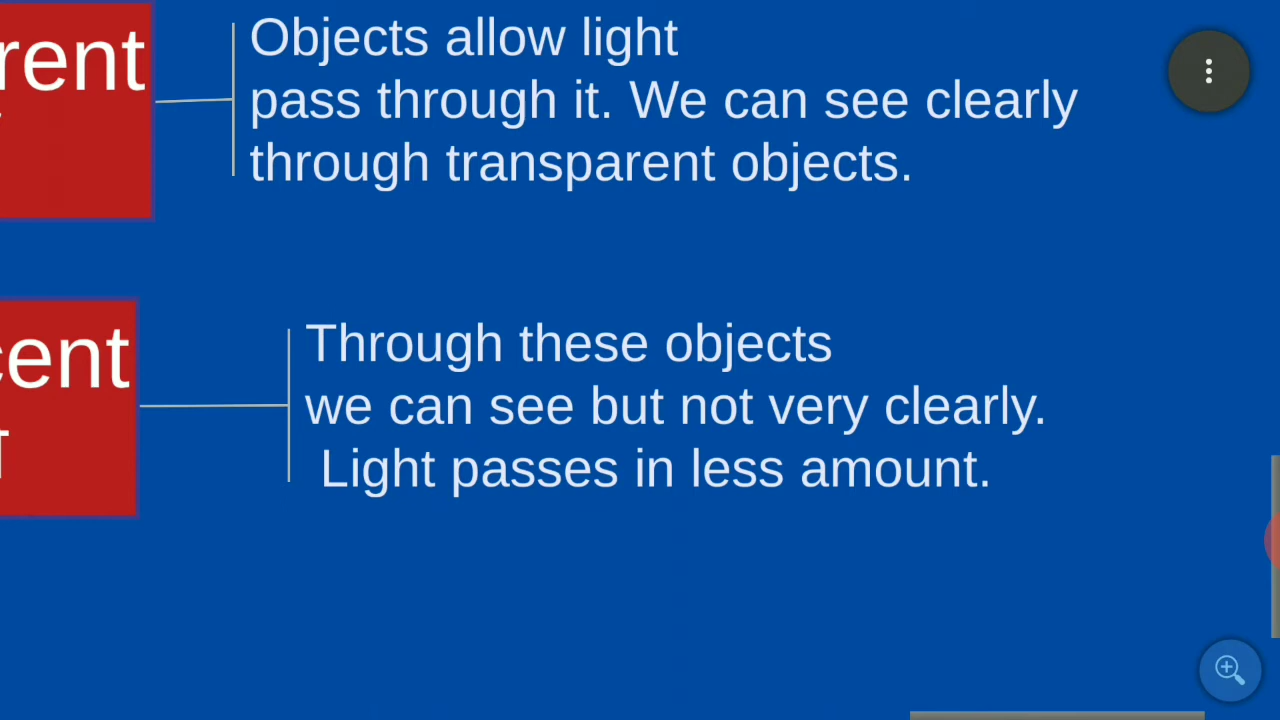 rent
Objects allow light
pass through it. We can see clearly
through transparent objects.
cent
Through these objects
we can see but not very clearly.
Light passes in less amount.